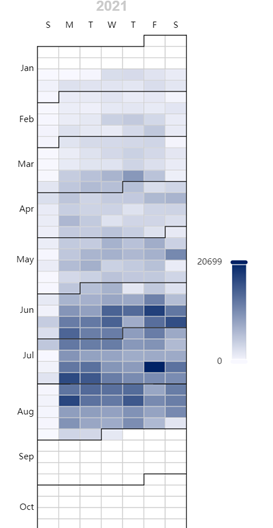 2021
S M T W T F S
Jan
Feb
Mar
Apr
May
20699
0
Jun
Jul
Aug
Sep
Oct